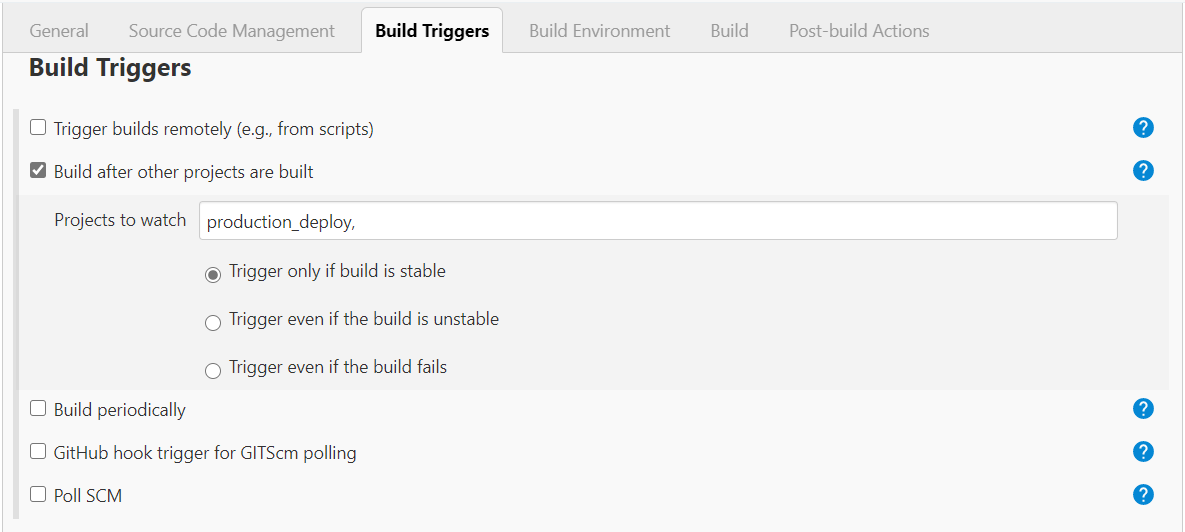 General Source Code Management Build Triggers Build Environment Build Post-build Actions
Build Triggers
Trigger builds remotely (e.g., from scripts) ?
Build after other projects are built ?
Projects to watch production_deploy,
Trigger only if build is stable
Trigger even if the build is unstable
Trigger even if the build fails
Build periodically ?
GitHub hook trigger for GITScm polling ?
Poll SCM ?